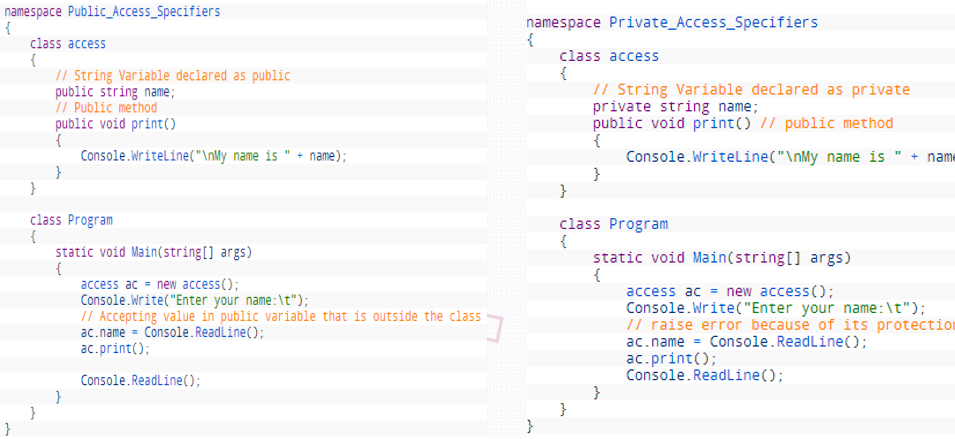 namespace Public_Access_Specifiers
{
class access
{
// String Variable declared as public
public string name;
// Public method
public void print()
{
Console.WriteLine("\nMy name is " + name);
}
}
class Program
{
static void Main(string[] args)
{
access ac = new access();
Console.Write("Enter your name:\t");
// Accepting value in public variable that is outside the class
ac.name = Console.ReadLine();
ac.print();
Console.ReadLine();
}
}
}
namespace Private_Access_Specifiers
{
class access
{
// String Variable declared as private
private string name;
public void print() // public method
{
Console.WriteLine("\nMy name is " + name
}
}
class Program
{
static void Main(string[] args)
{
access ac = new access();
Console.Write("Enter your name:\t");
// raise error because of its protection
ac.name = Console.ReadLine();
ac.print();
Console.ReadLine();
}
}
}